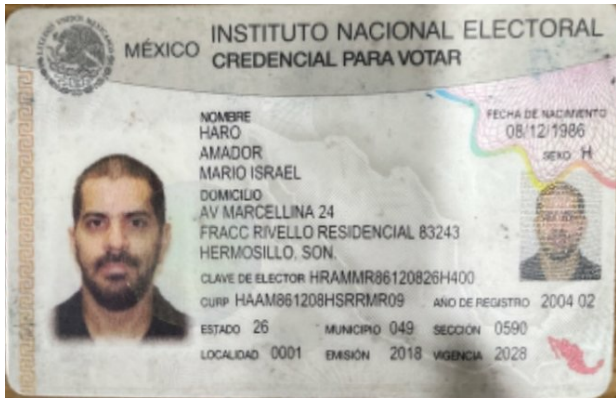 MÉXICO
INSTITUTO NACIONAL ELECTORAL
CREDENCIAL PARA VOTAR
NOMBRE
HARO
AMADOR
MARIO ISRAEL
FECHA DE NACIMIENTO
08/12/1986
SEXO H
DOMICILIO
AV MARCELLINA 24
FRACC RIVELLO RESIDENCIAL 83243
HERMOSILLO, SON.
CLAVE DE ELECTOR HRAMMR86120826H400
CURP HAAM861208HSRRMR09 AÑO DE REGISTRO 2004 02
ESTADO 26 MUNICIPIO 049 SECCIÓN 0590
LOCALIDAD 0001 EMISIÓN 2018 VIGENCIA 2028